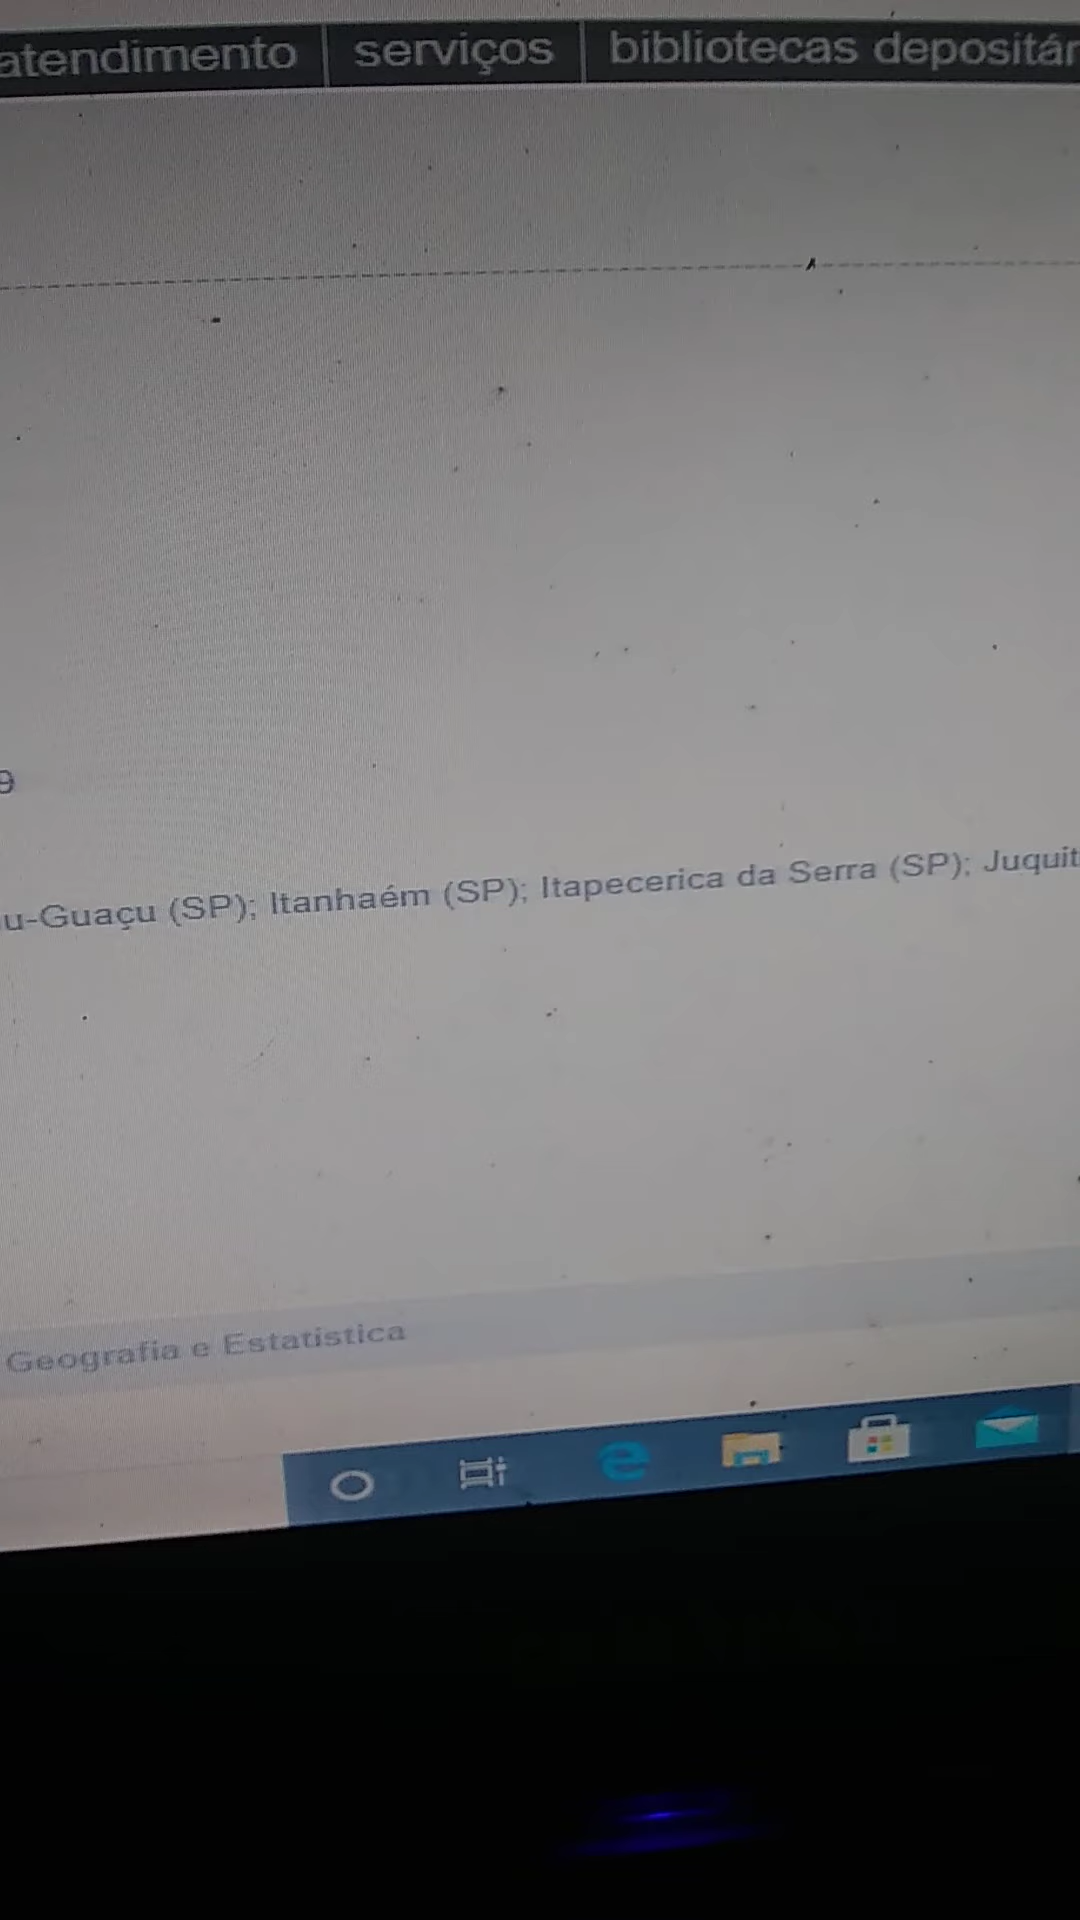 atendimento serviços bibliotecas depositár
9
u-Guaçu (SP); Itanhaém (SP); Itapecerica da Serra (SP); Juquit
Geografia e Estatística